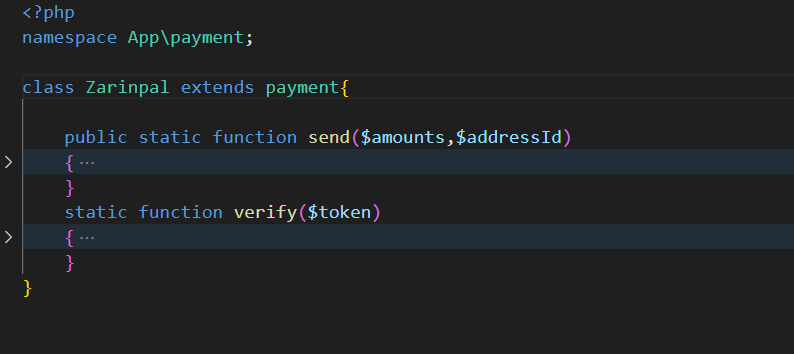 <?php
namespace App\payment;
class Zarinpal extends payment{
public static function send($amounts,$addressId)
{ ···
}
static function verify($token)
{ ···
}
}